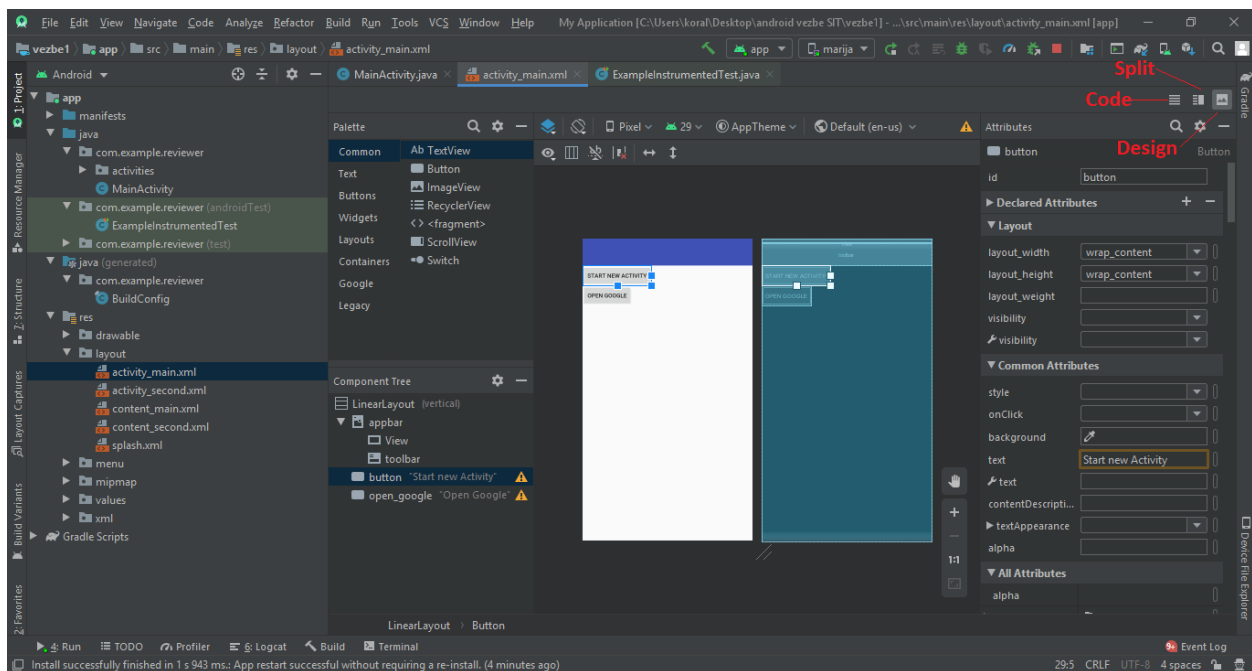 File Edit View Navigate Code Analyze Refactor Build Run Tools VCS Window Help My Application [C:\Users\koral\Desktop\android vezbe SIT\vezbe1] - ...\src\main\res\layout\activity_main.xml [app]
vezbe1 app src main res layout activity_main.xml app marija
Split
Code
Design
1: Project
Resource Manager
Z: Structure
Layout Captures
Build Variants
2: Favorites
Android
app
manifests
java
com.example.reviewer
activities
MainActivity
com.example.reviewer (androidTest)
ExampleInstrumentedTest
com.example.reviewer (test)
java (generated)
com.example.reviewer
BuildConfig
res
drawable
layout
activity_main.xml
activity_second.xml
content_main.xml
content_second.xml
splash.xml
menu
mipmap
values
xml
Gradle Scripts
MainActivity.java activity_main.xml ExampleInstrumentedTest.java
Palette
Common
Text
Buttons
Widgets
Layouts
Containers
Google
Legacy
Ab TextView
Button
ImageView
RecyclerView
<fragment>
ScrollView
Switch
Component Tree
LinearLayout (vertical)
appbar
View
toolbar
button "Start new Activity"
open_google "Open Google"
Pixel 29 AppTheme Default (en-us)
START NEW ACTIVITY
OPEN GOOGLE
toolbar
START NEW ACTIVITY
OPEN GOOGLE
1:1
Attributes
button Button
id button
Declared Attributes
Layout
layout_width wrap_content
layout_height wrap_content
layout_weight
visibility
visibility
Common Attributes
style
onClick
background
text Start new Activity
text
contentDescripti...
textAppearance
alpha
All Attributes
alpha
Gradle
Device File Explorer
LinearLayout Button
4: Run TODO Profiler 6: Logcat Build Terminal Event Log
Install successfully finished in 1 s 943 ms.: App restart successful without requiring a re-install. (4 minutes ago) 29:5 CRLF UTF-8 4 spaces